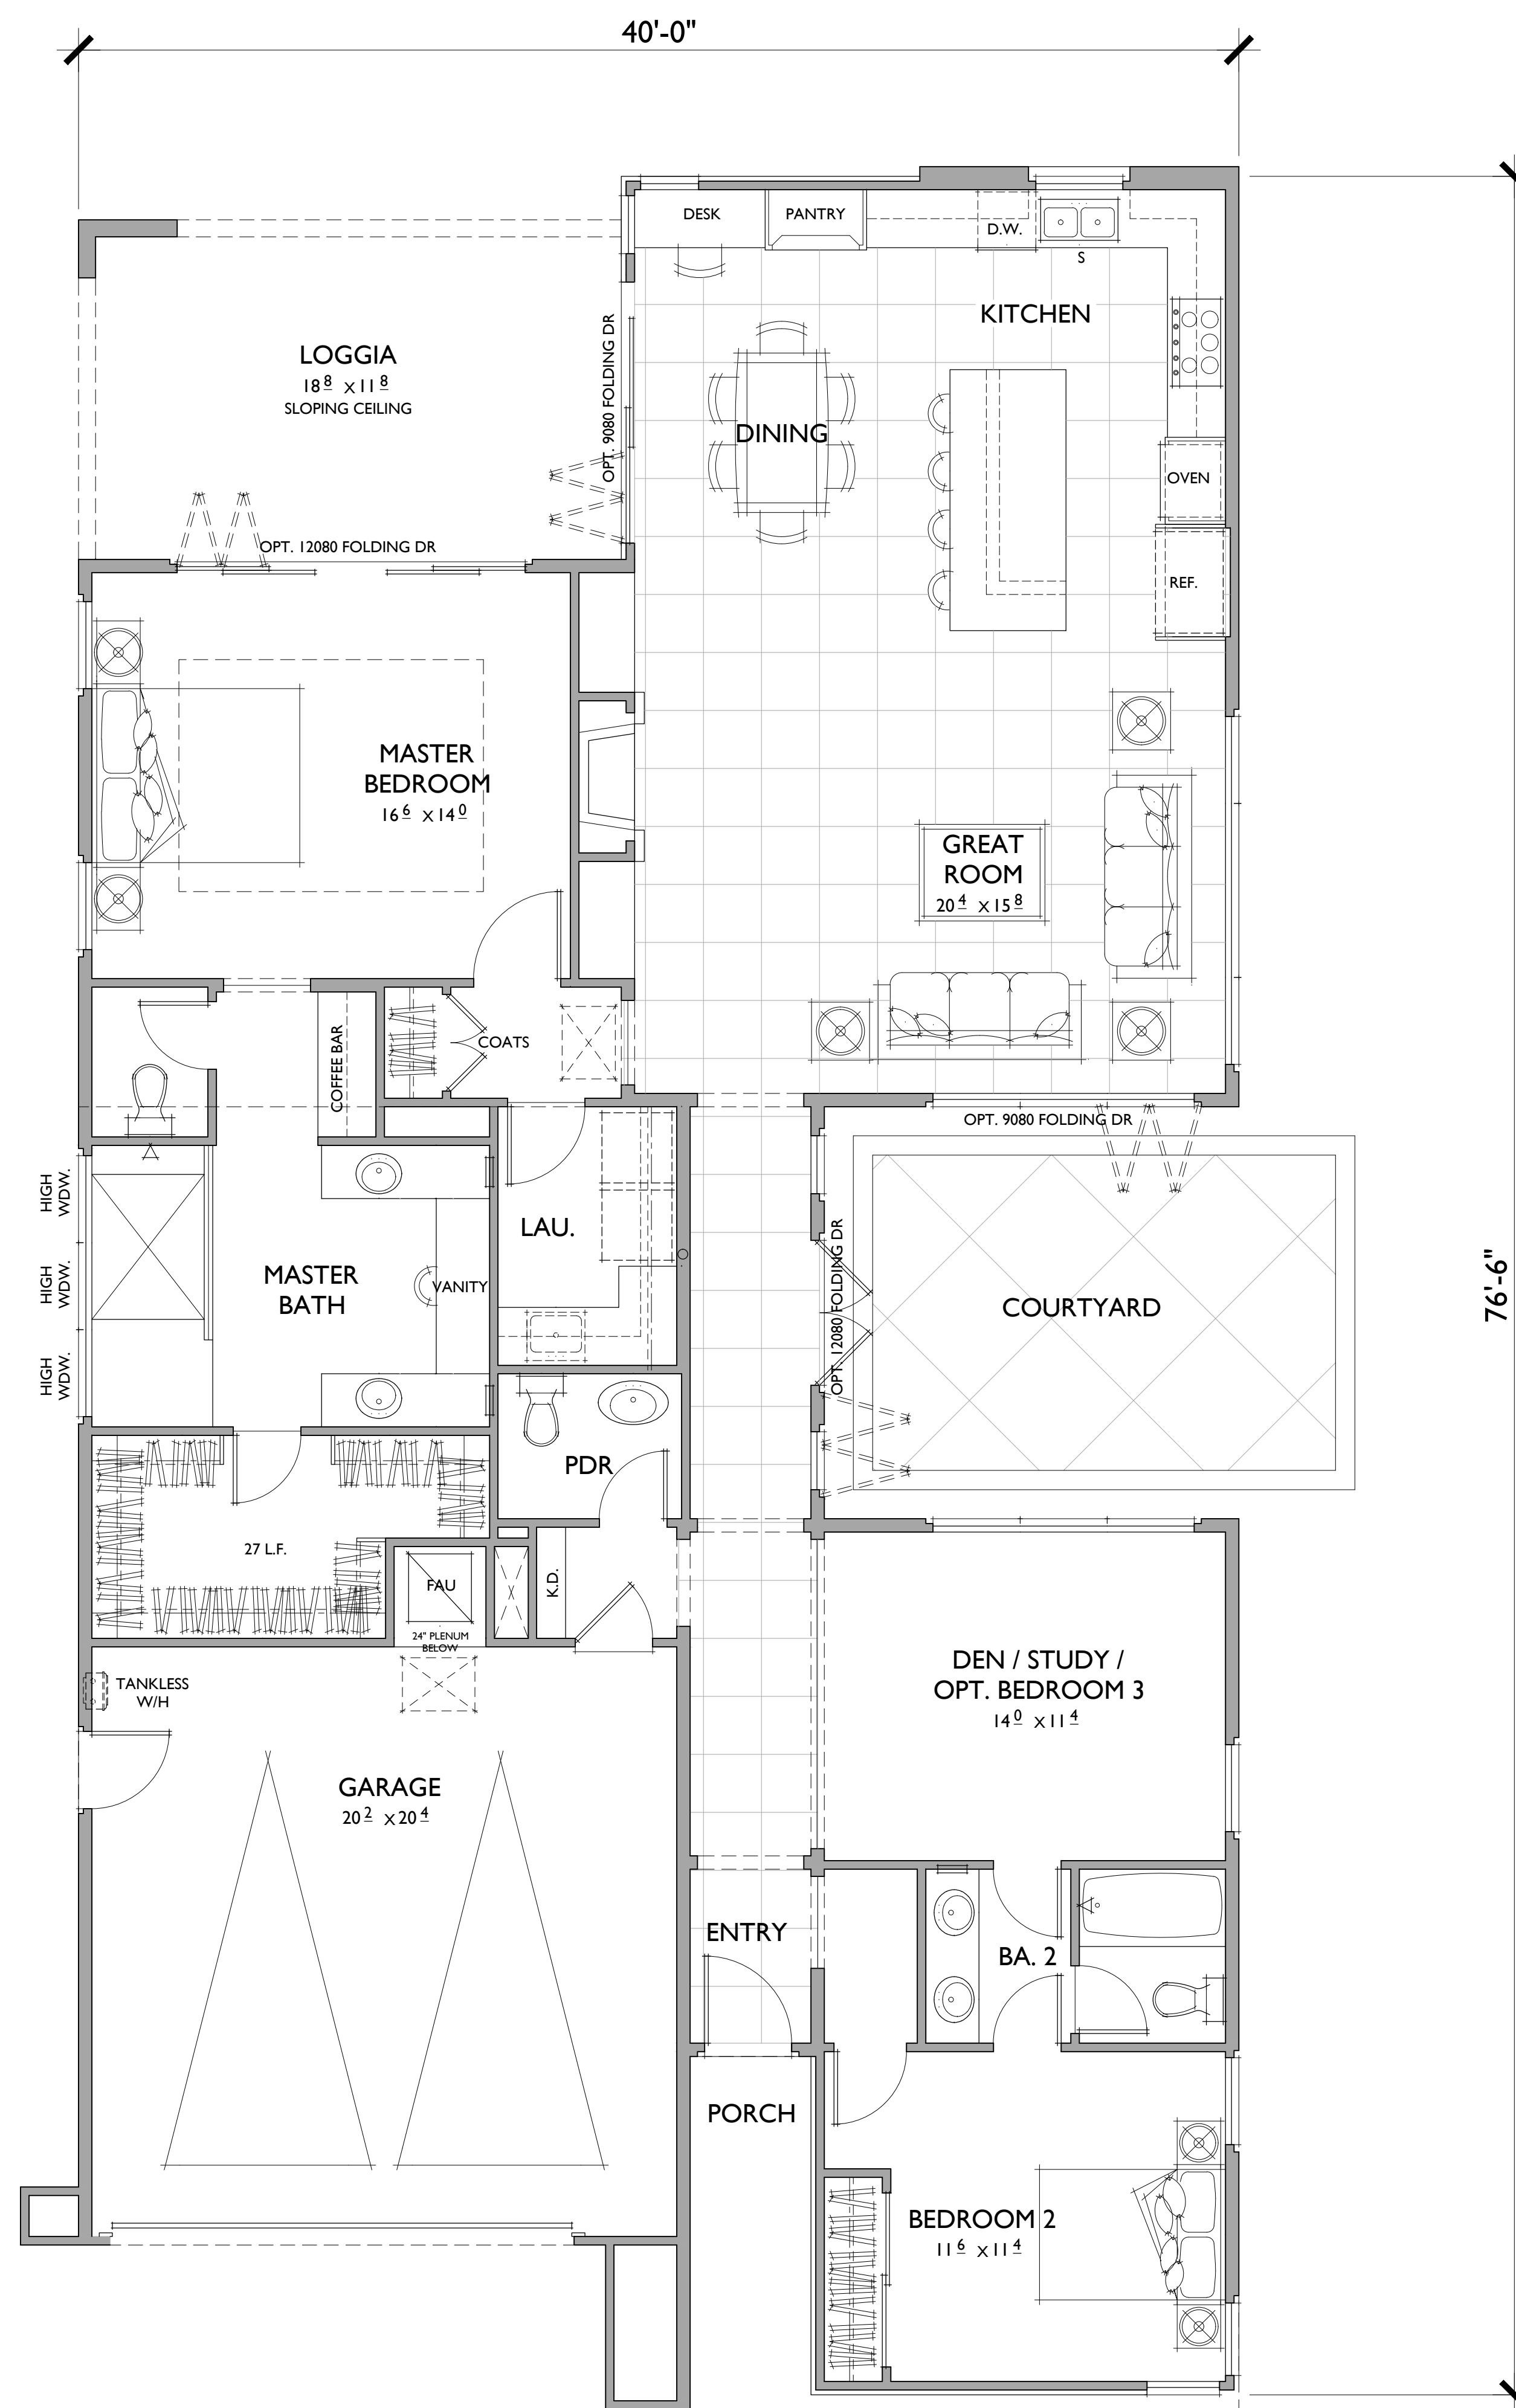 40'-0"
DESK
PANTRY
D.W.
S
KITCHEN
LOGGIA
18 8 x 11 8
SLOPING CEILING
OPT. 9080 FOLDING DR
DINING
OVEN
OPT. 12080 FOLDING DR
REF.
MASTER
BEDROOM
16 6 x 14 0
GREAT
ROOM
20 4 x 15 8
COFFEE BAR
COATS
OPT. 9080 FOLDING DR
HIGH
WDW.
HIGH
WDW.
HIGH
WDW.
LAU.
MASTER
BATH
VANITY
OPT. 12080 FOLDING DR
COURTYARD
76'-6"
PDR
27 L.F.
FAU
K.D.
24" PLENUM
BELOW
TANKLESS
W/H
DEN / STUDY /
OPT. BEDROOM 3
14 0 x 11 4
GARAGE
20 2 x 20 4
ENTRY
BA. 2
PORCH
BEDROOM 2
11 6 x 11 4